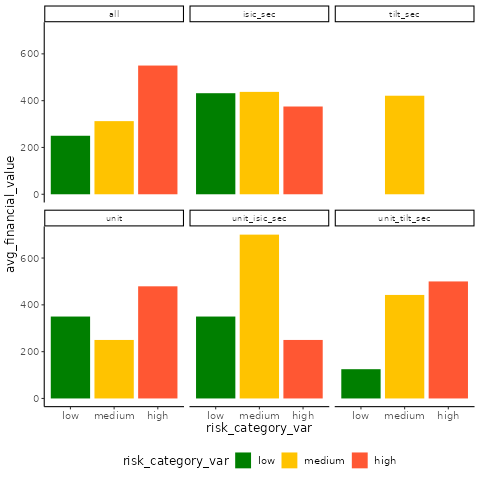 all isic_sec tilt_sec
600
400
200
0
unit unit_isic_sec unit_tilt_sec
600
400
200
0
avg_financial_value
low medium high low medium high low medium high
risk_category_var
risk_category_var low medium high